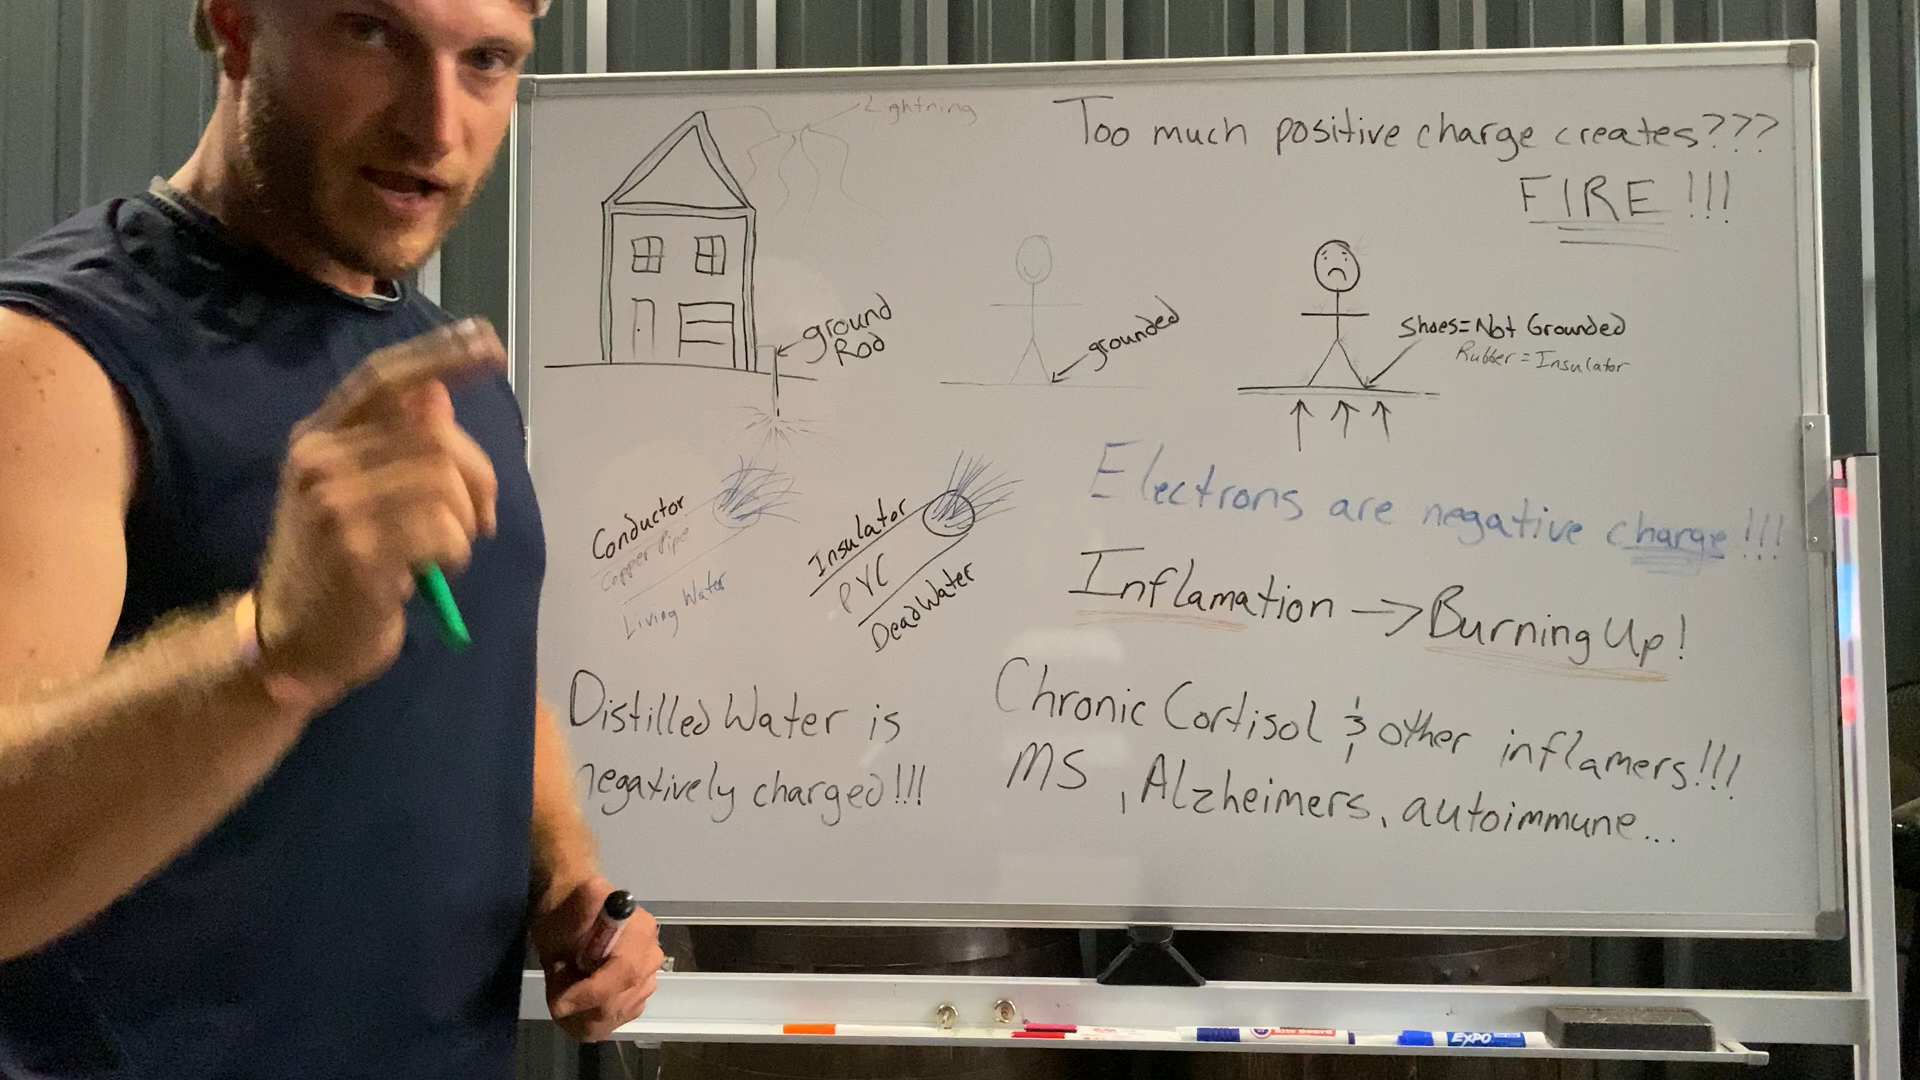 Lightning
Too much positive charge creates???
FIRE!!!
ground
Rod
grounded
Shoes=Not Grounded
Rubber = Insulator
Conductor
Copper Pipe
Living Water
Insulator
PVC
Dead Water
Electrons are negative charge!!!
Inflamation → Burning Up!
Distilled Water is
negatively charged!!!
Chronic Cortisol & other inflamers!!!
MS, Alzheimers, autoimmune...
EXPO